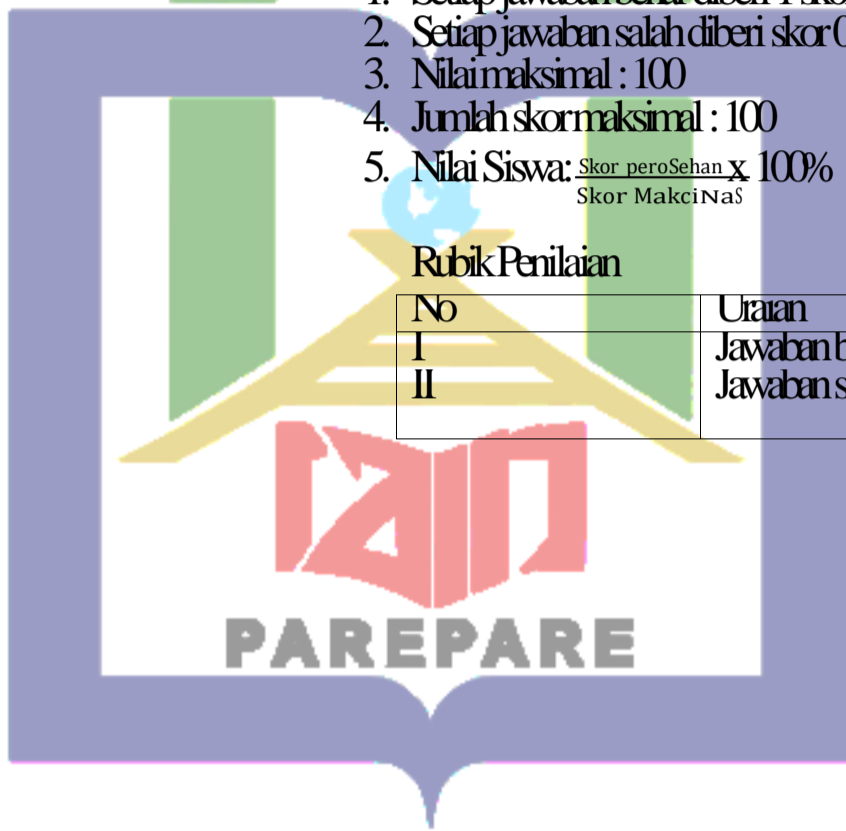 2. Setiap jawaban salah diberi skor 0
3. Nilai maksimal : 100
4. Jumlah skor maksimal : 100
5. Nilai Siswa: Skor peroSehan x 100%
Skor MakciNaS
Rubik Penilaian
No Uraian
I Jawaban b
II Jawaban s
IAIN
PAREPARE